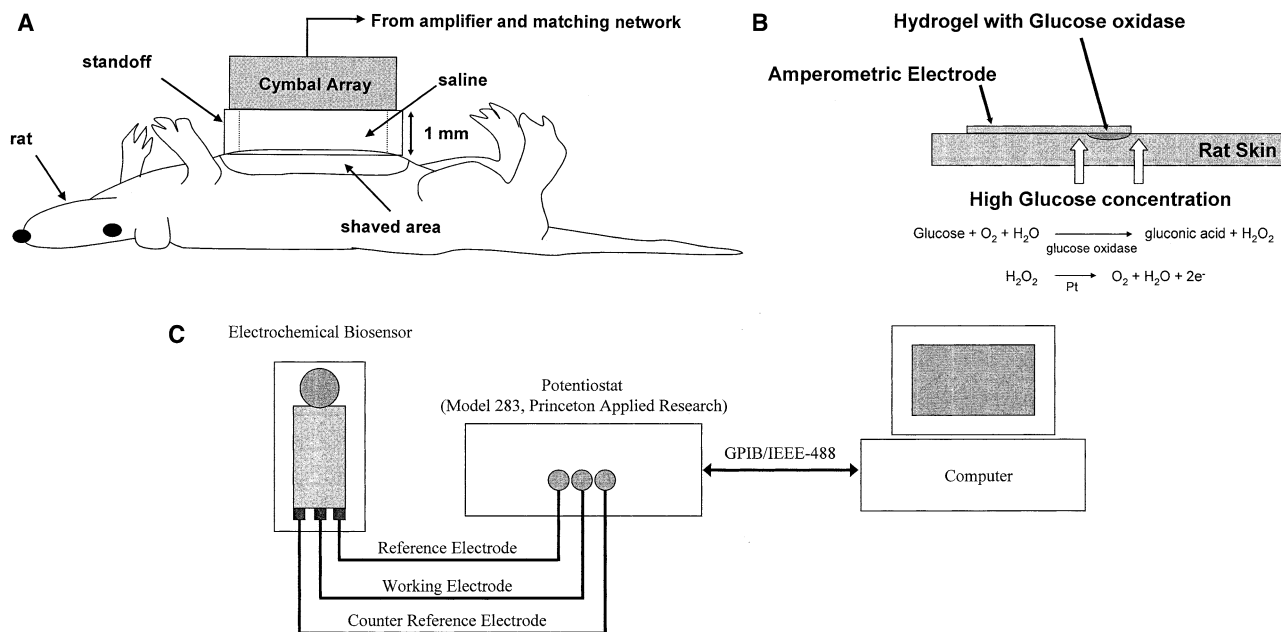 A
From amplifier and matching network
standoff
Cymbal Array
saline
rat
1 mm
shaved area
B
Hydrogel with Glucose oxidase
Amperometric Electrode
Rat Skin
High Glucose concentration
Glucose + O₂ + H₂O gluconic acid + H₂O₂
glucose oxidase
H₂O₂ O₂ + H₂O + 2e⁻
Pt
C
Electrochemical Biosensor
Potentiostat
(Model 283, Princeton Applied Research)
GPIB/IEEE-488
Computer
Reference Electrode
Working Electrode
Counter Reference Electrode